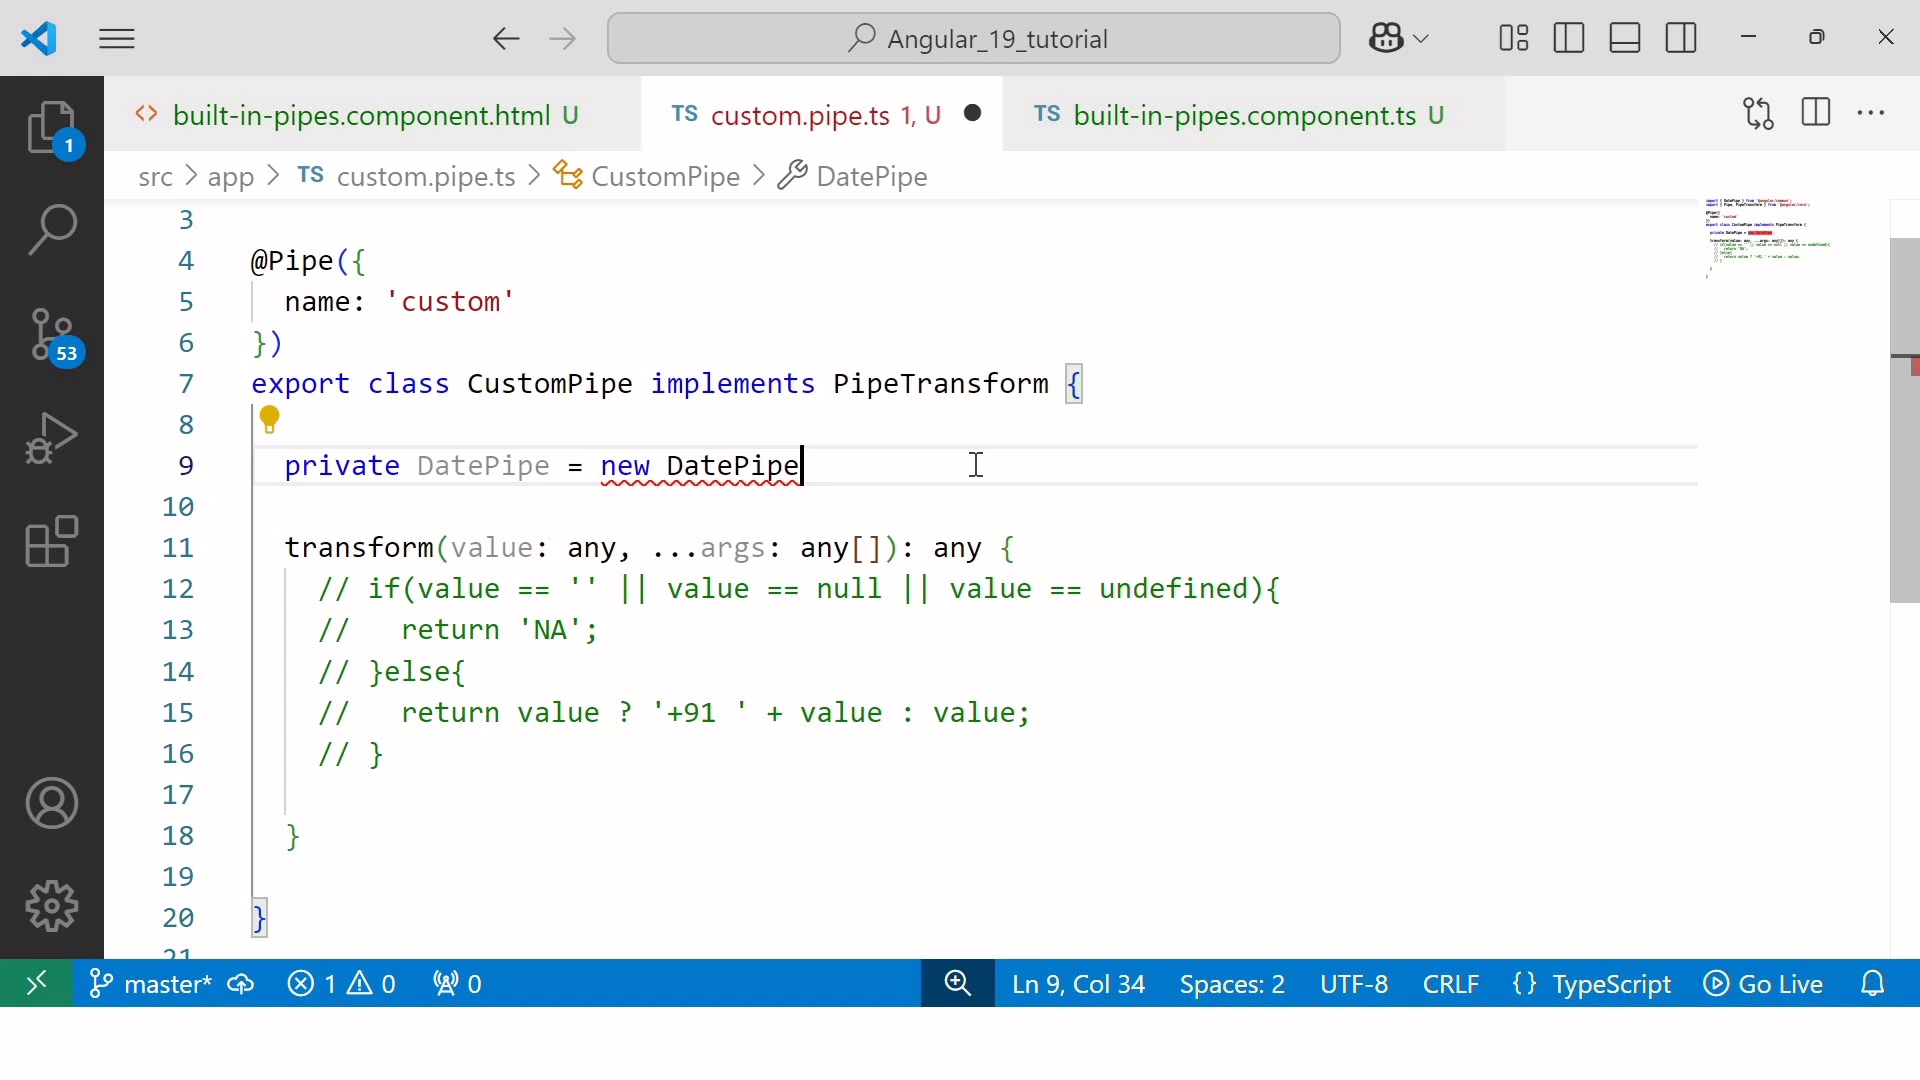 Angular_19_tutorial
built-in-pipes.component.html U
TS custom.pipe.ts 1, U
TS built-in-pipes.component.ts U
src > app > TS custom.pipe.ts > CustomPipe > DatePipe
1
53
3
4 @Pipe({
5 name: 'custom'
6 })
7 export class CustomPipe implements PipeTransform {
8
9 private DatePipe = new DatePipe
10
11 transform(value: any, ...args: any[]): any {
12 // if(value == '' || value == null || value == undefined){
13 // return 'NA';
14 // }else{
15 // return value ? '+91 ' + value : value;
16 // }
17
18 }
19
20 }
21
master* 1 0 0 Ln 9, Col 34 Spaces: 2 UTF-8 CRLF {} TypeScript Go Live